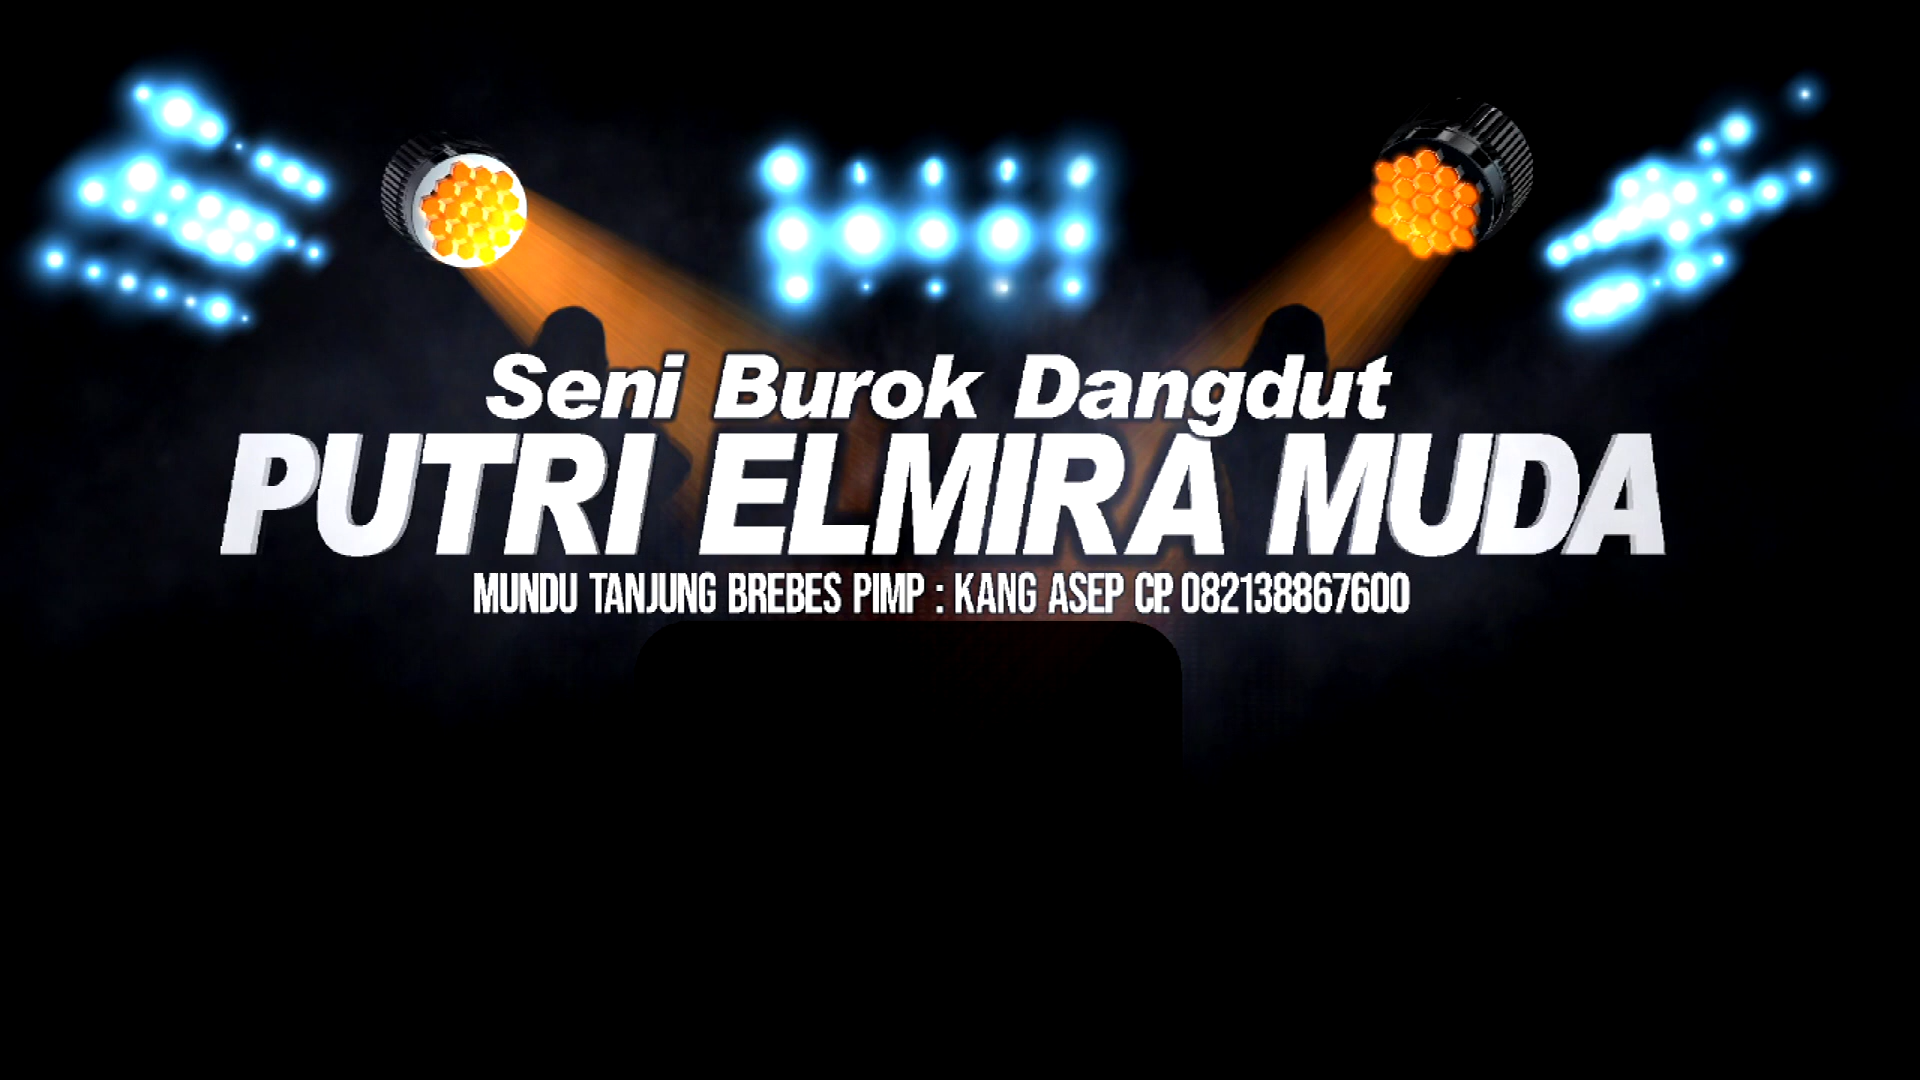 Seni Burok Dangdut
PUTRI ELMIRA MUDA
MUNDU TANJUNG BREBES PIMP : KANG ASEP CP. 082138867600